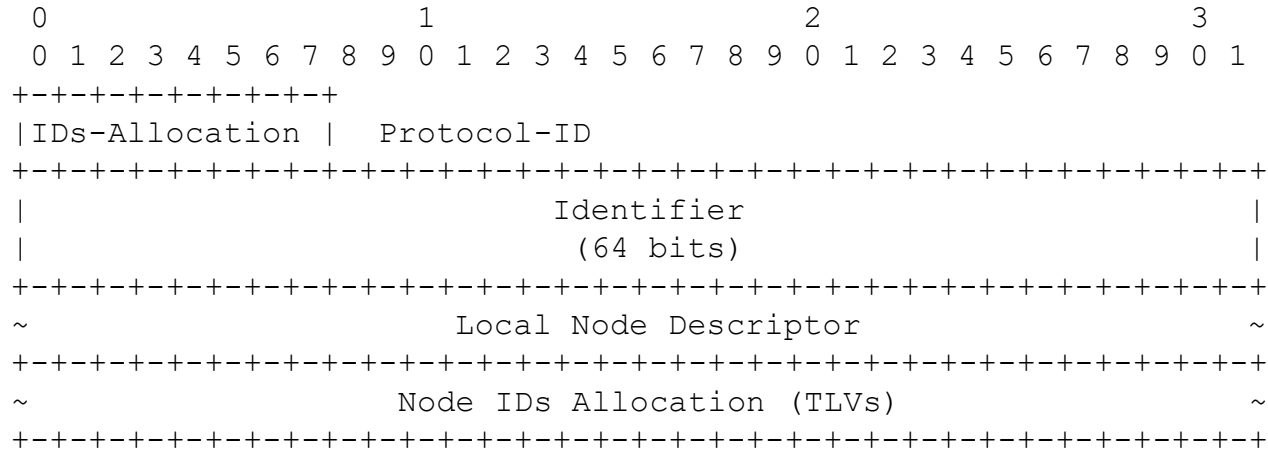 0                   1                   2                   3
 0 1 2 3 4 5 6 7 8 9 0 1 2 3 4 5 6 7 8 9 0 1 2 3 4 5 6 7 8 9 0 1
+-+-+-+-+-+-+-+-+
|IDs-Allocation |  Protocol-ID
+-+-+-+-+-+-+-+-+-+-+-+-+-+-+-+-+-+-+-+-+-+-+-+-+-+-+-+-+-+-+-+-+
|                           Identifier                          |
|                            (64 bits)                          |
+-+-+-+-+-+-+-+-+-+-+-+-+-+-+-+-+-+-+-+-+-+-+-+-+-+-+-+-+-+-+-+-+
~                      Local Node Descriptor                    ~
+-+-+-+-+-+-+-+-+-+-+-+-+-+-+-+-+-+-+-+-+-+-+-+-+-+-+-+-+-+-+-+-+
~                   Node IDs Allocation (TLVs)                  ~
+-+-+-+-+-+-+-+-+-+-+-+-+-+-+-+-+-+-+-+-+-+-+-+-+-+-+-+-+-+-+-+-+